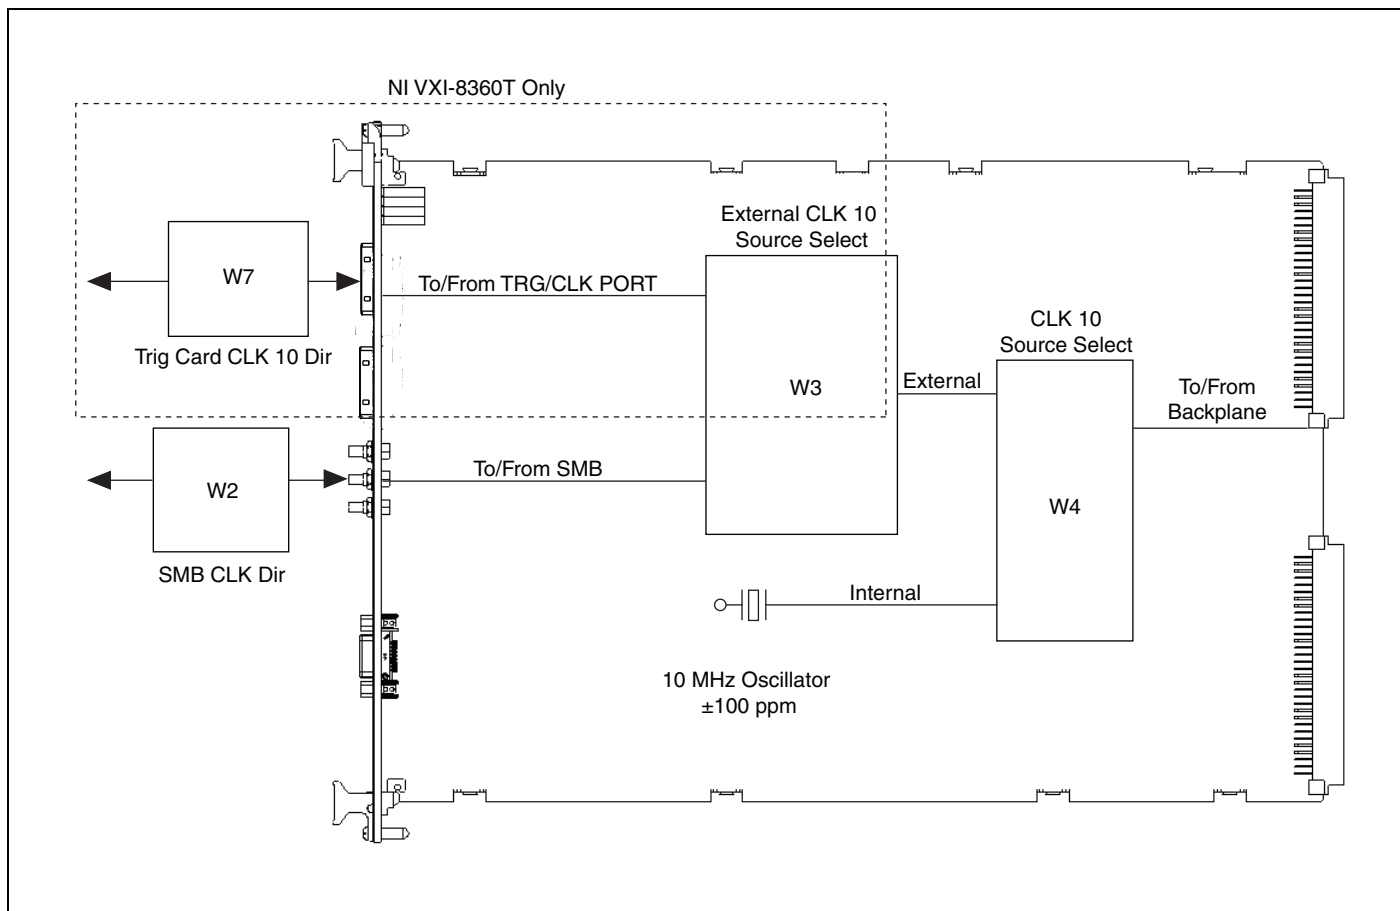 NI VXI-8360T Only
External CLK 10
Source Select
W7
To/From TRG/CLK PORT
Trig Card CLK 10 Dir
CLK 10
Source Select
W3
External
To/From
Backplane
To/From SMB
W2
W4
SMB CLK Dir
Internal
10 MHz Oscillator
±100 ppm